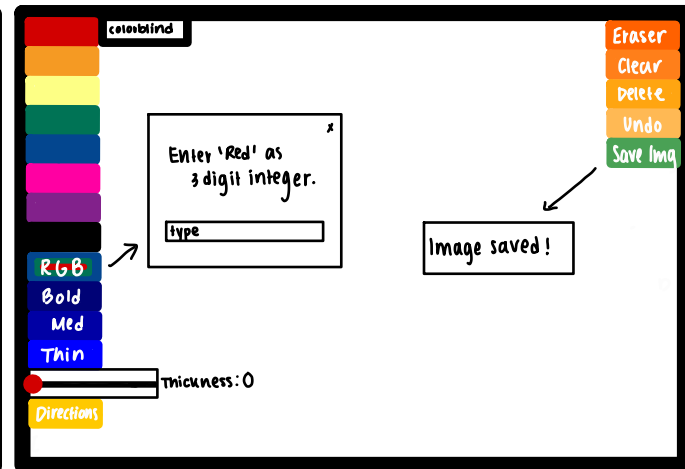 colorblind
RGB
Bold
Med
Thin
Thickness: 0
Directions
x
Enter 'Red' as
3 digit integer.
type
Eraser
Clear
Delete
Undo
Save Img
Image saved!